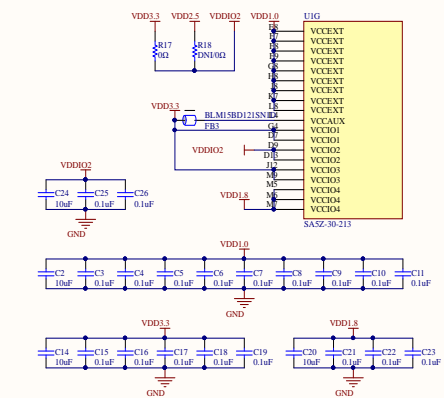 VDD3.3 VDD2.5 VDDIO2 VDD1.0 U1G
R17 R18
0Ω DNI/0Ω
VCCEXT
F7 VCCEXT
VCCEXT
VCCEXT
VCCEXT
VCCEXT
VCCEXT
K7 VCCEXT
L8 VCCEXT
VDD3.3
BLM15BD121SN1D VCCAUX
FB3 G4 VCCIO1
D7 VCCIO1
VDDIO2 D9 VCCIO2
D13 VCCIO2
J12 VCCIO3
VCCIO3
M5 VCCIO4
VDD1.8 VCCIO4
VCCIO4
SA5Z-30-213
VDDIO2
C24 C25 C26
10uF 0.1uF 0.1uF
GND
VDD1.0
C2 C3 C4 C5 C6 C7 C8 C9 C10 C11
10uF 0.1uF 0.1uF 0.1uF 0.1uF 0.1uF 0.1uF 0.1uF 0.1uF 0.1uF
GND
VDD3.3 VDD1.8
C14 C15 C16 C17 C18 C19 C20 C21 C22 C23
10uF 0.1uF 0.1uF 0.1uF 0.1uF 0.1uF 10uF 0.1uF 0.1uF 0.1uF
GND GND